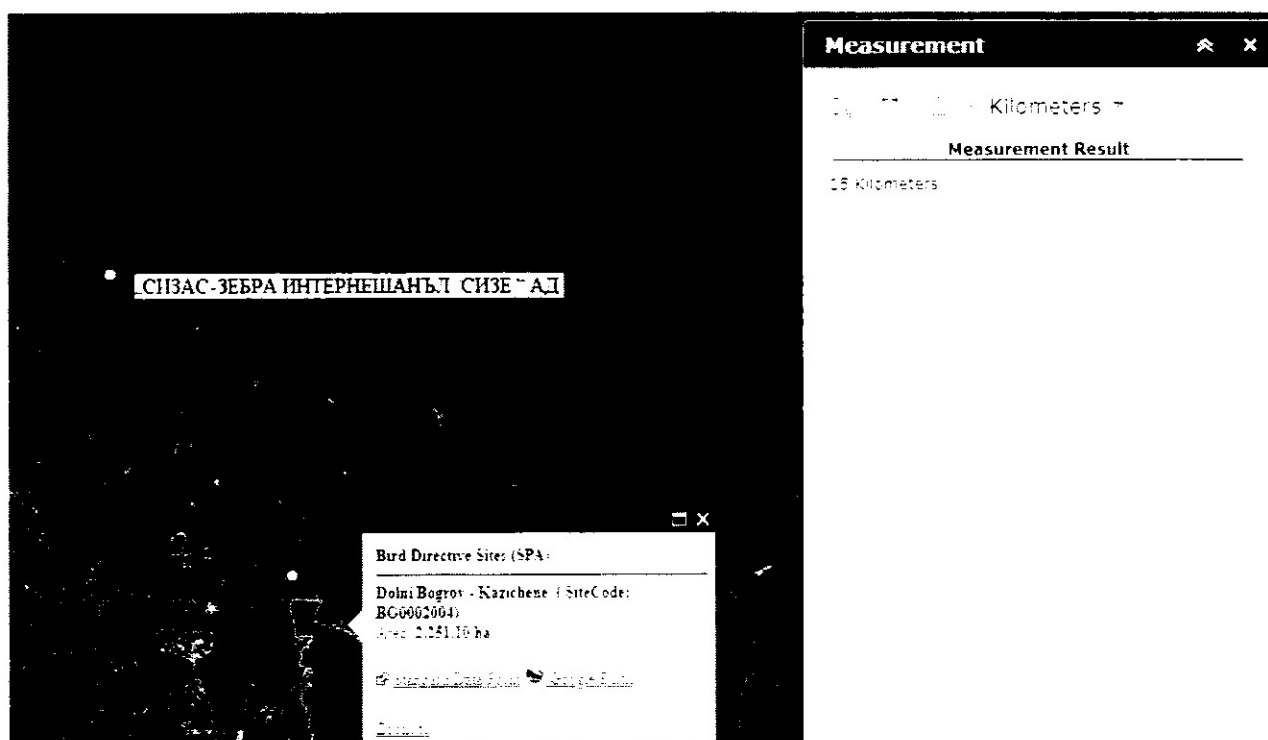 Measurement
Kilometers
Measurement Result
15 Kilometers
СИЗАС-ЗЕБРА ИНТЕРНЕШАНЪЛ СИЗЕ АД
Bird Directive Sites (SPA)
Dolni Bogrov - Kazichene ( SiteCode:
BG0002004)
Area: 2,251.10 ha